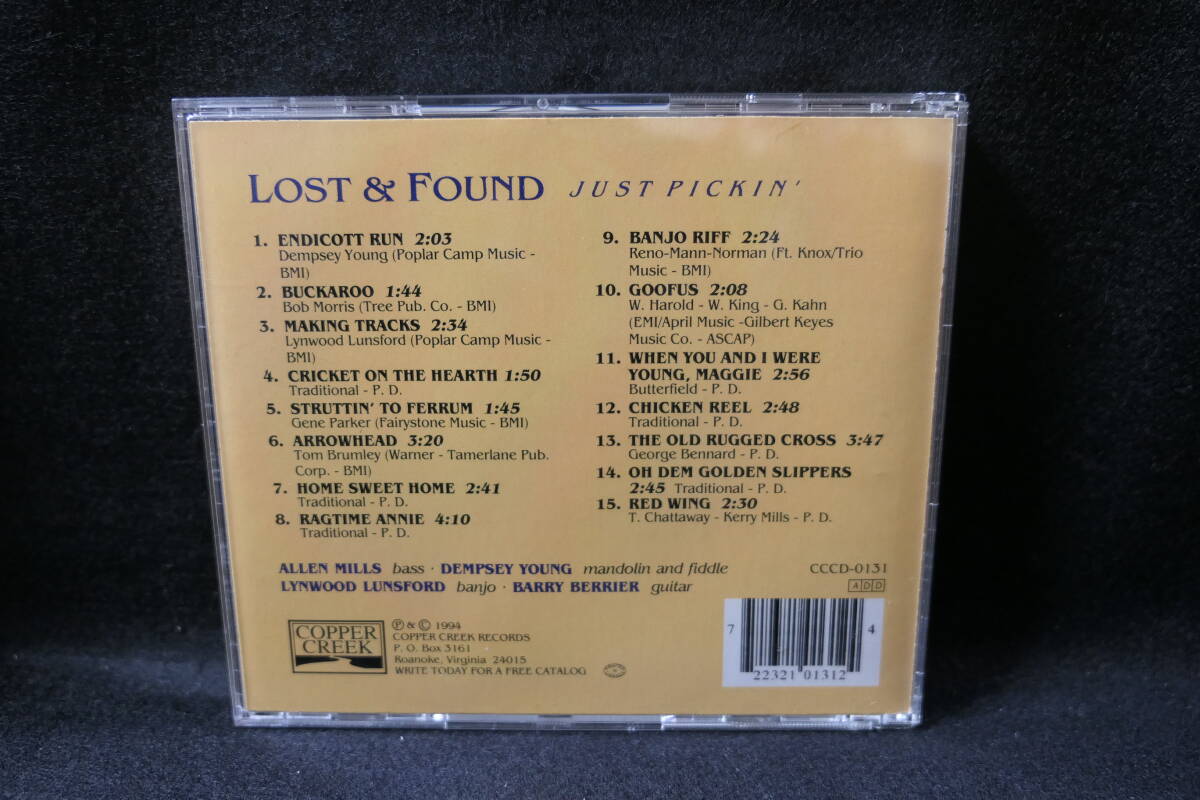 LOST & FOUND JUST PICKIN'
1. ENDICOTT RUN 2:03
Dempsey Young (Poplar Camp Music -
BMI)
2. BUCKAROO 1:44
Bob Morris (Tree Pub. Co. - BMI)
3. MAKING TRACKS 2:34
Lynwood Lunsford (Poplar Camp Music -
BMI)
4. CRICKET ON THE HEARTH 1:50
Traditional - P. D.
5. STRUTTIN' TO FERRUM 1:45
Gene Parker (Fairystone Music - BMI)
6. ARROWHEAD 3:20
Tom Brumley (Warner - Tamerlane Pub.
Corp. - BMI)
7. HOME SWEET HOME 2:41
Traditional - P. D.
8. RAGTIME ANNIE 4:10
Traditional - P. D.
9. BANJO RIFF 2:24
Reno-Mann-Norman (Ft. Knox/Trio
Music - BMI)
10. GOOFUS 2:08
W. Harold - W. King - G. Kahn
(EMI/April Music -Gilbert Keyes
Music Co. - ASCAP)
11. WHEN YOU AND I WERE
YOUNG, MAGGIE 2:56
Butterfield - P. D.
12. CHICKEN REEL 2:48
Traditional - P. D.
13. THE OLD RUGGED CROSS 3:47
George Bennard - P. D.
14. OH DEM GOLDEN SLIPPERS
2:45 Traditional - P. D.
15. RED WING 2:30
T. Chattaway - Kerry Mills - P. D.
ALLEN MILLS bass · DEMPSEY YOUNG mandolin and fiddle
LYNWOOD LUNSFORD banjo · BARRY BERRIER guitar
CCCD-0131
ADD
COPPER
CREEK
℗ & © 1994
COPPER CREEK RECORDS
P. O. Box 3161
Roanoke, Virginia 24015
WRITE TODAY FOR A FREE CATALOG
7 22321 01312 4